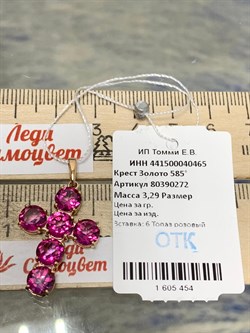 Леди
Самоцвет
Самоцвет
ИП Томми Е.В.
ИНН 441500040465
Крест Золото 585°
Артикул 80390272
Масса 3,29 Размер
Цена за гр.
Цена за изд.
Вставка: 6 Топаз розовый
ОТК
1 605 454